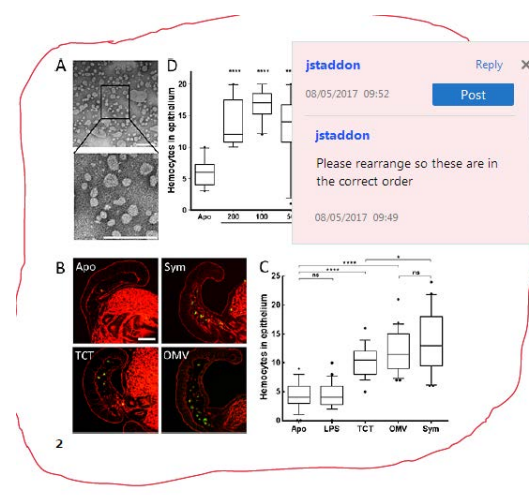 A
D
**** **** **
Hemocytes in epithelium
20
15
10
5
0
Apo 200 100 50
jstaddon Reply ×
08/05/2017 09:52 Post
jstaddon
Please rearrange so these are in
the correct order
08/05/2017 09:49
B
Apo Sym
TCT OMV
C
Hemocytes in epithelium
25
20
15
10
5
0
****
****
ns
*
ns
Apo LPS TCT OMV Sym
2